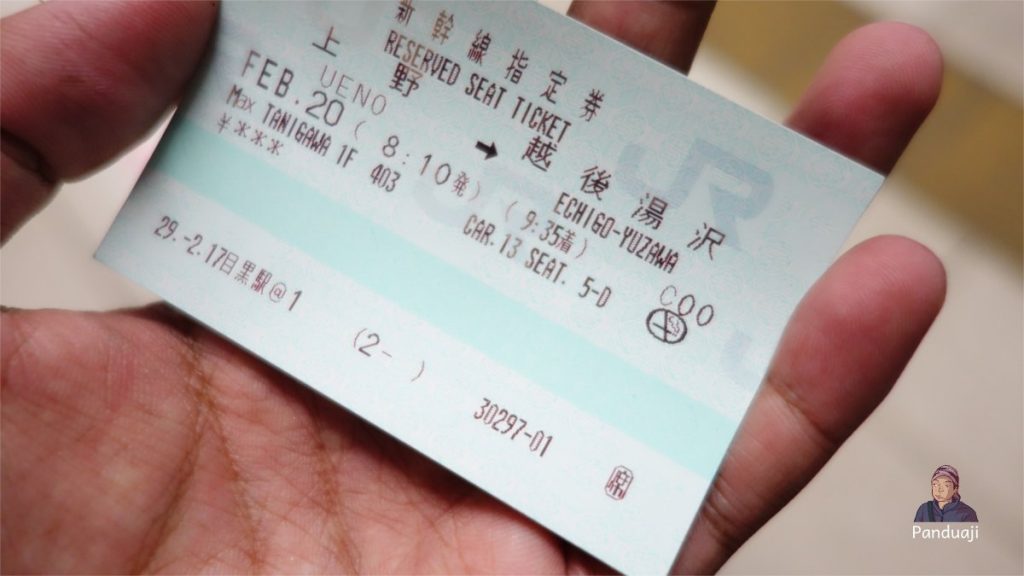 新幹線指定券
RESERVED SEAT TICKET
上野 → 越後湯沢
UENO ECHIGO-YUZAWA
FEB.20 ( 8:10発) ( 9:35着) C00
Max TANIGAWA 1F 403 CAR.13 SEAT. 5-D
¥****
29.-2.17目黒駅@1 (2- )
30297-01
JR
Panduaji